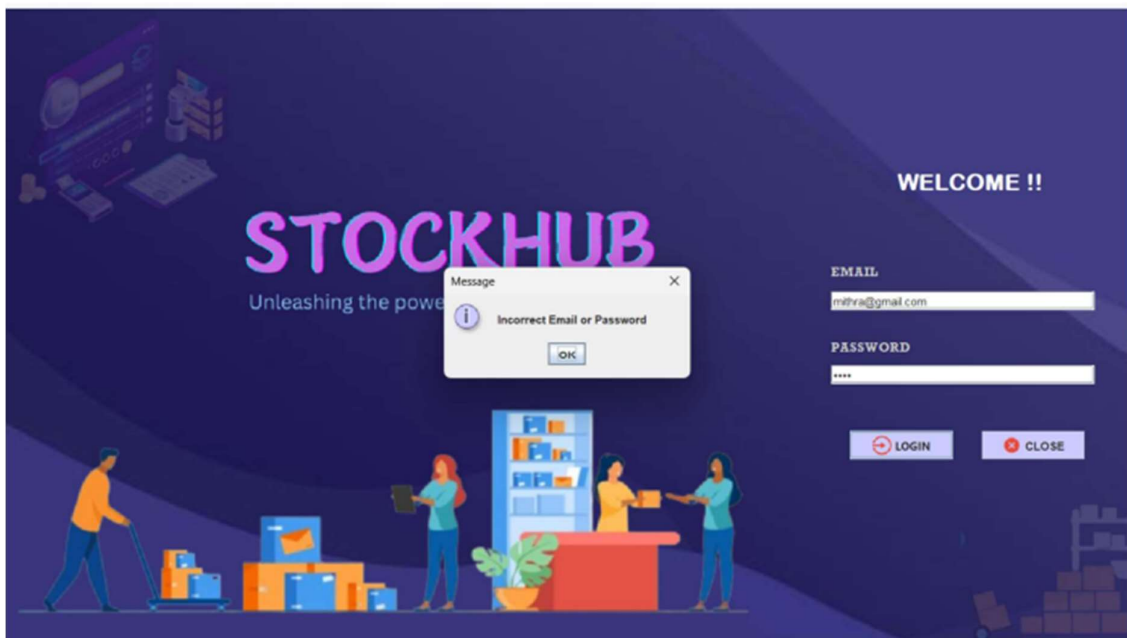 WELCOME !!
STOCKHUB
Unleashing the powe
Message
Incorrect Email or Password
OK
EMAIL
mithra@gmail.com
PASSWORD
••••
LOGIN
CLOSE